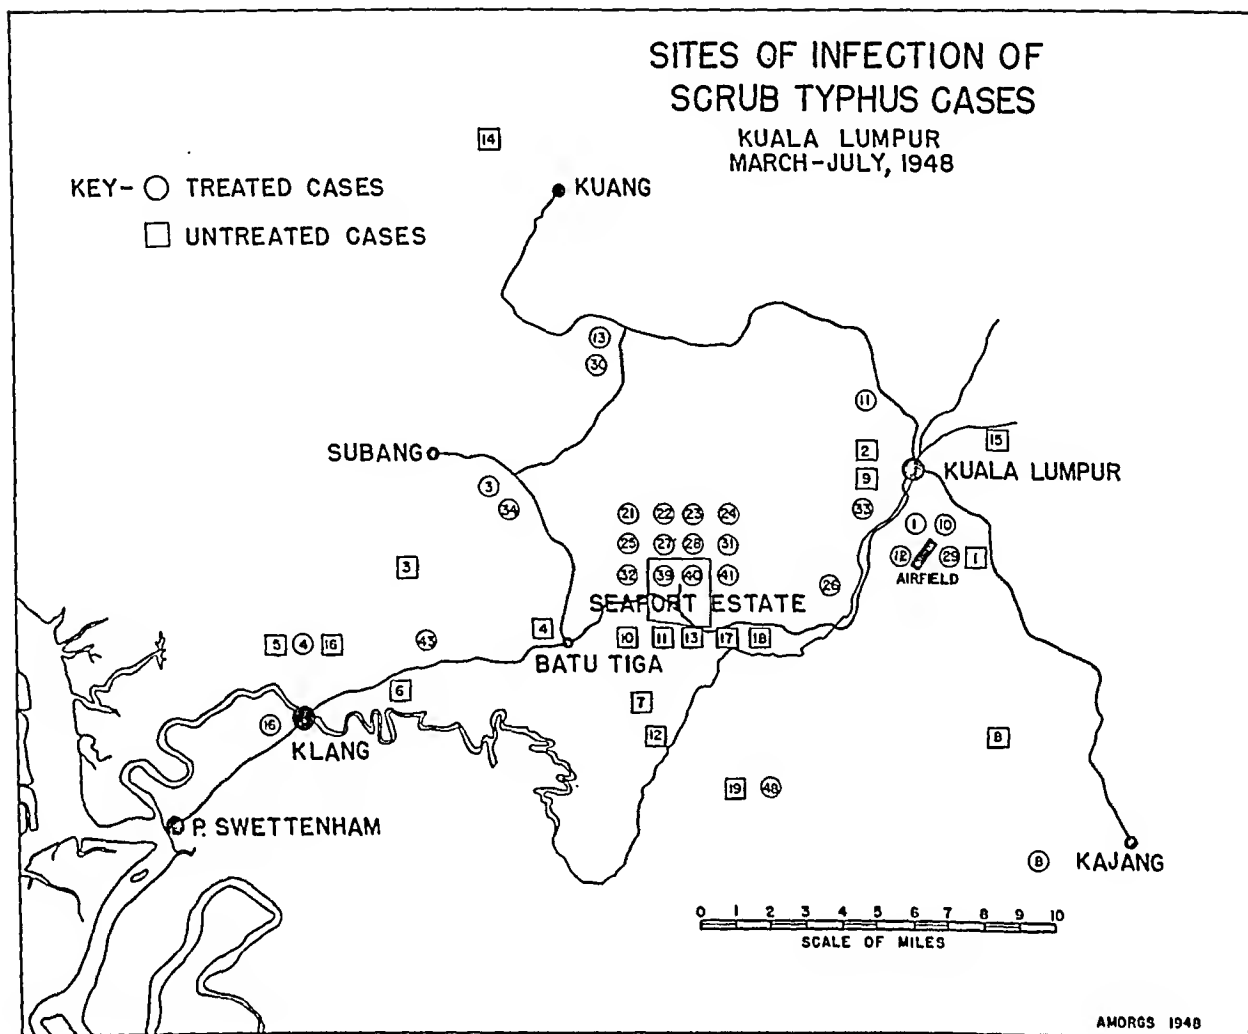 SITES OF INFECTION OF
SCRUB TYPHUS CASES
KUALA LUMPUR
MARCH-JULY, 1948
14
KEY- TREATED CASES
UNTREATED CASES
KUANG
13
30
11
SUBANG
2
15
9
KUALA LUMPUR
3
34
33
21 22 23 24
1 10
25 27 28 31
12 29 1
AIRFIELD
3
32 39 40 41
26
SEAFORT ESTATE
4
10 11 13 17 18
5 4 16
43
BATU TIGA
6
7
16
KLANG
12
8
19 48
P. SWETTENHAM
8
KAJANG
0 1 2 3 4 5 6 7 8 9 10
SCALE OF MILES
AMORGS 1948